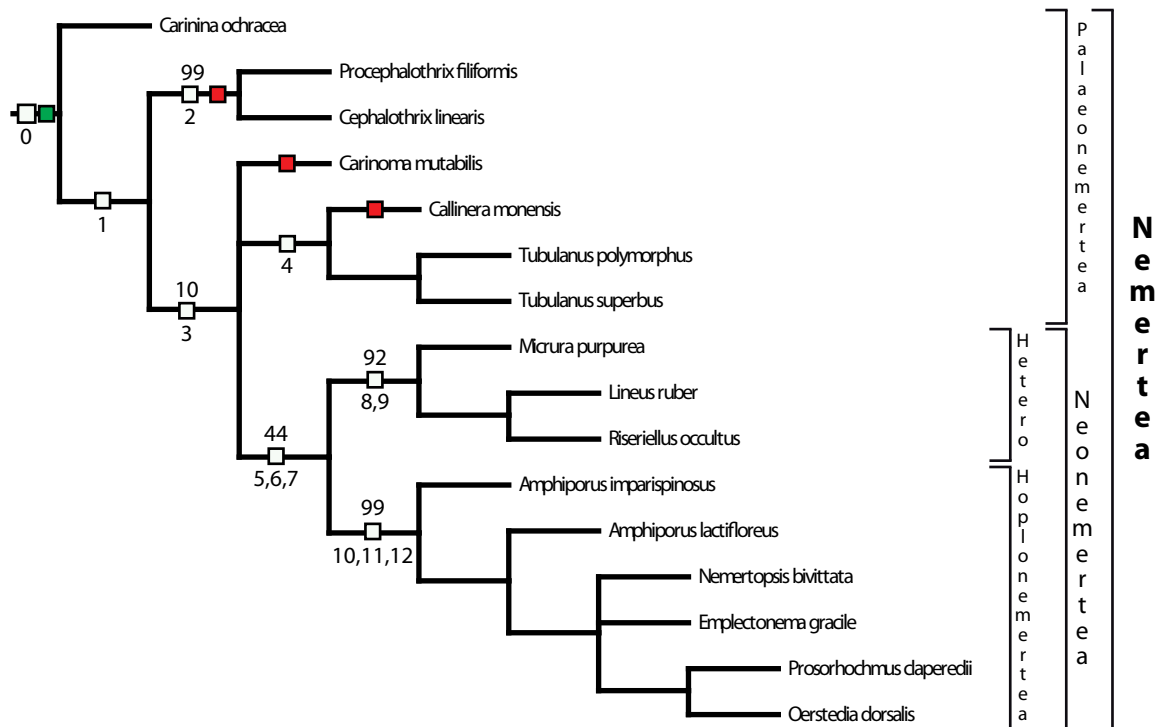 Carinina ochracea
99
Procephalothrix filiformis
2
Cephalothrix linearis
0
Carinoma mutabilis
1
Callinera monensis
4
Tubulanus polymorphus
10
3
Tubulanus superbus
Micrura purpurea
92
8,9
Lineus ruber
44
5,6,7
Riseriellus occultus
Amphiporus imparispinosus
99
10,11,12
Amphiporus lactifloreus
Nemertopsis bivittata
Emplectonema gracile
Prosorhochmus claperedii
Oerstedia dorsalis
Palaeonemertea
Hetero
Hoplonemertea
Neonemertea
Nemertea